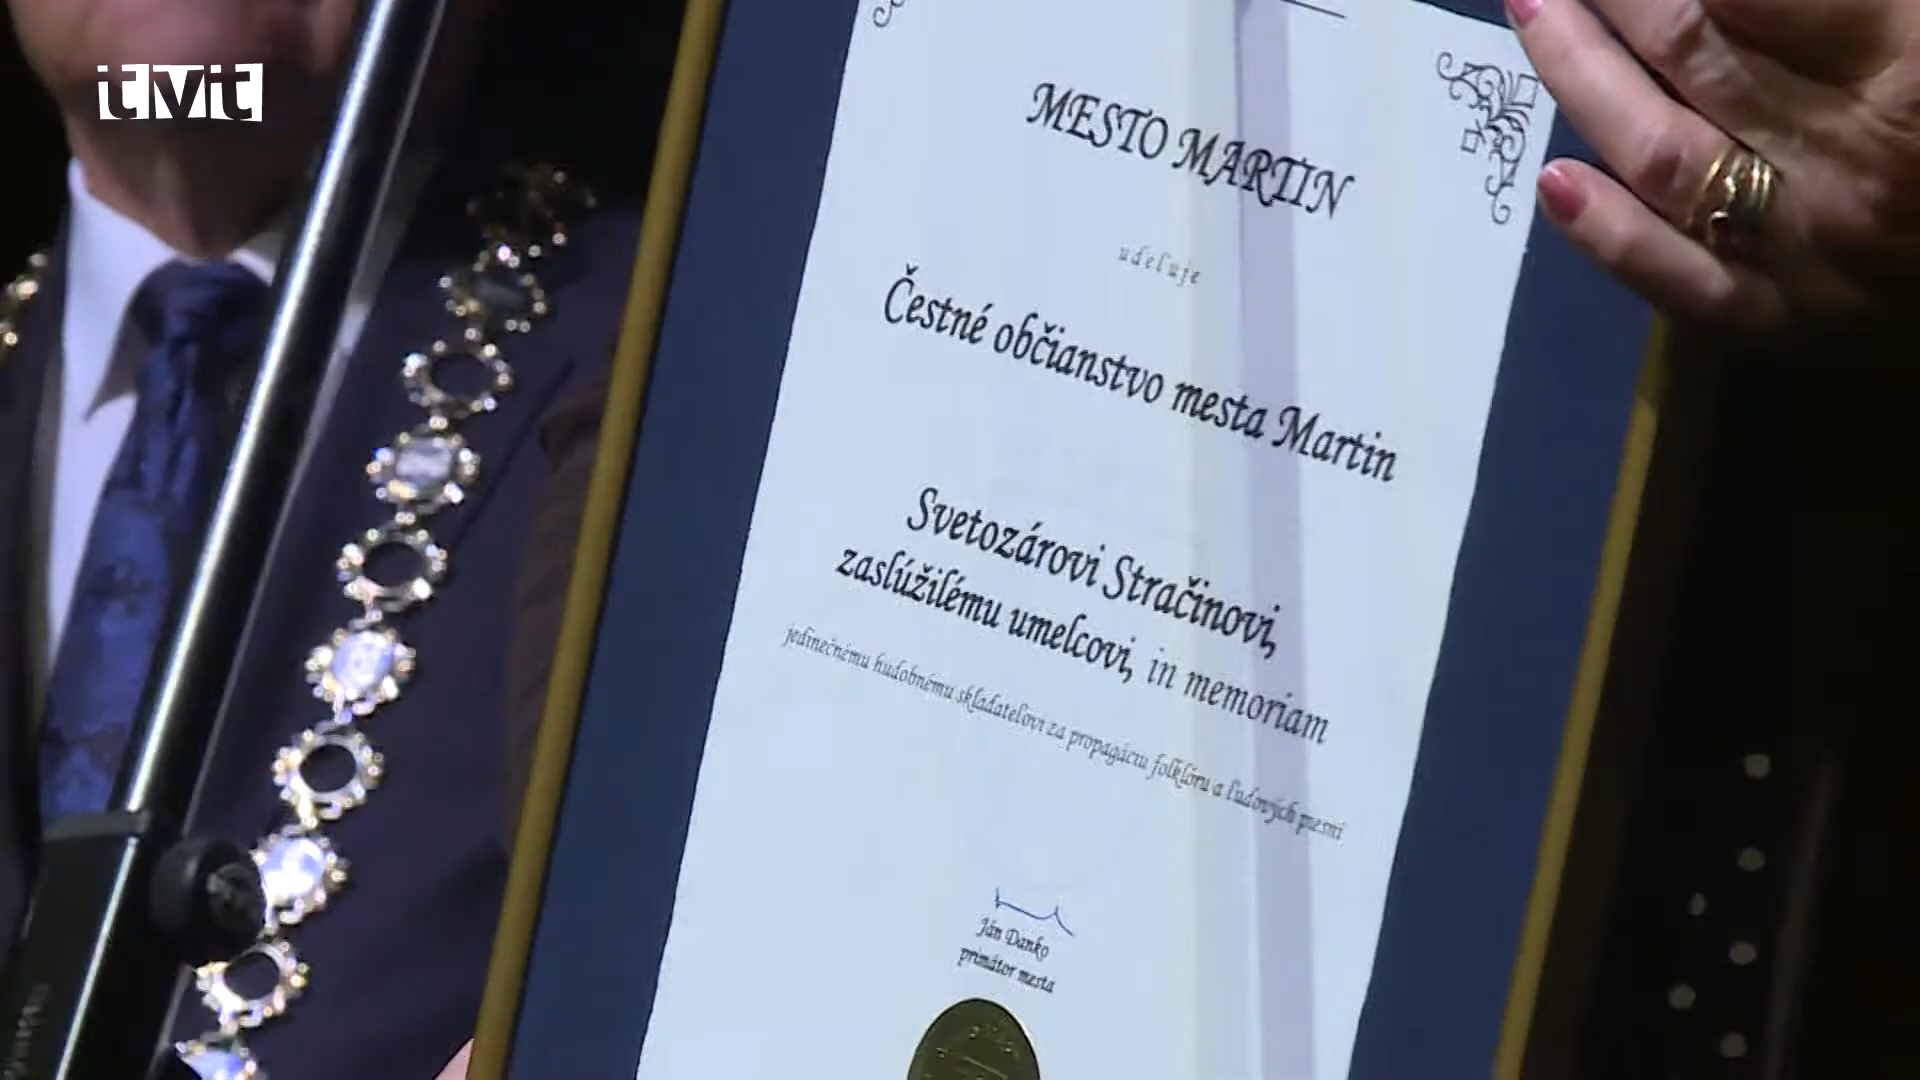 itvit
MESTO MARTIN
udeľuje
Čestné občianstvo mesta Martin
Svetozárovi Stračinovi,
zaslúžilému umelcovi, in memoriam
jedinečnému hudobnému skladateľovi za propagáciu folklóru a ľudových piesní
Ján Danko
primátor mesta